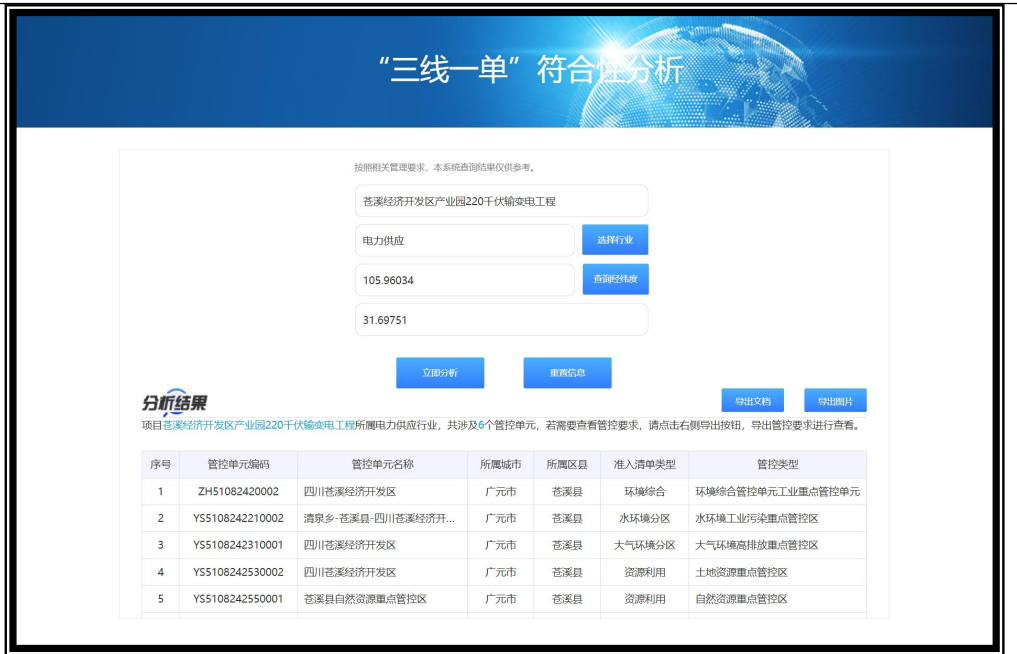 “三线一单”符合性分析
按照相关管理要求，本系统查询结果仅供参考。
苍溪经济开发区产业园220千伏输变电工程
电力供应 选择行业
105.96034 查询经纬度
31.69751
立即分析 重置信息
分析结果 导出文档 导出图片
项目苍溪经济开发区产业园220千伏输变电工程所属电力供应行业，共涉及6个管控单元，若需要查看管控要求，请点击右侧导出按钮，导出管控要求进行查看。
序号 管控单元编码 管控单元名称 所属城市 所属区县 准入清单类型 管控类型
1 ZH51082420002 四川苍溪经济开发区 广元市 苍溪县 环境综合 环境综合管控单元工业重点管控单元
2 YS5108242210002 清泉乡-苍溪县-四川苍溪经济开... 广元市 苍溪县 水环境分区 水环境工业污染重点管控区
3 YS5108242310001 四川苍溪经济开发区 广元市 苍溪县 大气环境分区 大气环境高排放重点管控区
4 YS5108242530002 四川苍溪经济开发区 广元市 苍溪县 资源利用 土地资源重点管控区
5 YS5108242550001 苍溪县自然资源重点管控区 广元市 苍溪县 资源利用 自然资源重点管控区